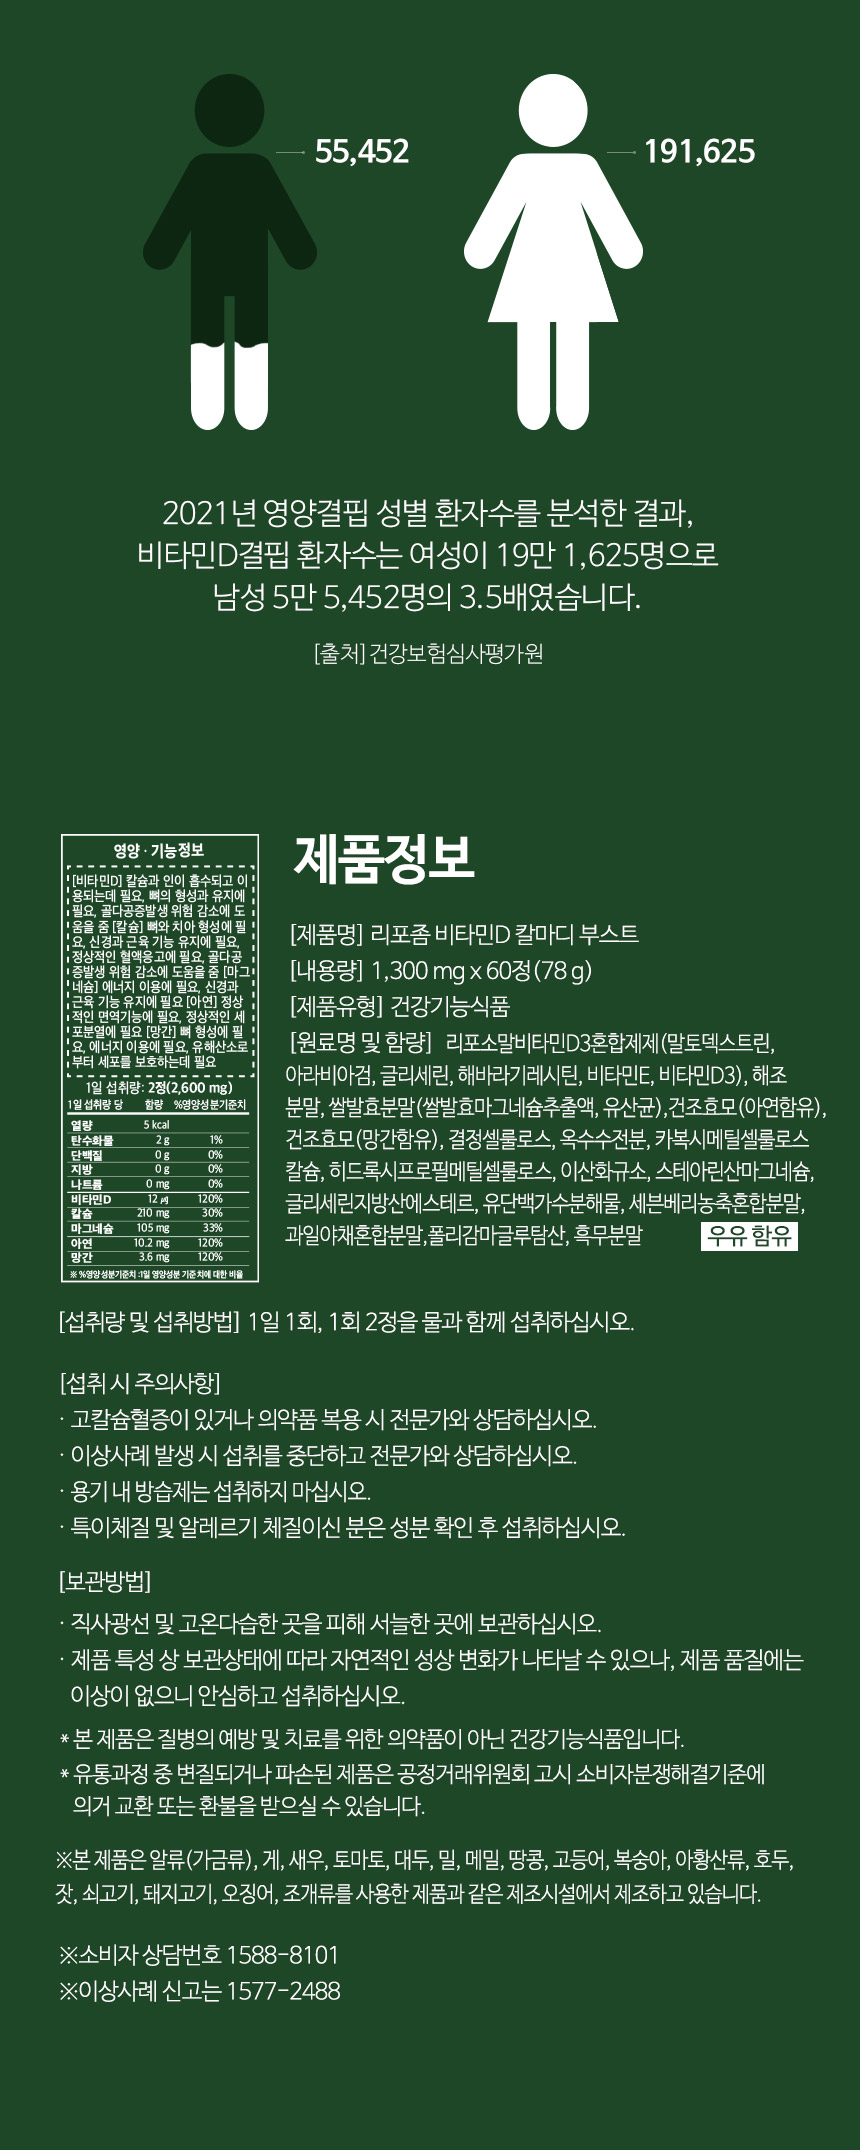 55,452
191,625
2021년 영양결핍 성별 환자수를 분석한 결과,
비타민D결핍 환자수는 여성이 19만 1,625명으로
남성 5만 5,452명의 3.5배였습니다.
[출처] 건강보험심사평가원
영양 · 기능정보
[비타민D] 칼슘과 인이 흡수되고 이
용되는데 필요, 뼈의 형성과 유지에
필요, 골다공증발생 위험 감소에 도
움을 줌 [칼슘] 뼈와 치아 형성에 필
요, 신경과 근육 기능 유지에 필요,
정상적인 혈액응고에 필요, 골다공
증발생 위험 감소에 도움을 줌 [마그
네슘] 에너지 이용에 필요, 신경과
근육 기능 유지에 필요 [아연] 정상
적인 면역기능에 필요, 정상적인 세
포분열에 필요 [망간] 뼈 형성에 필
요, 에너지 이용에 필요, 유해산소로
부터 세포를 보호하는데 필요
1일 섭취량: 2정(2,600 mg)
1일 섭취량 당 함량 %영양성분기준치
열량 5 kcal
탄수화물 2 g 1%
단백질 0 g 0%
지방 0 g 0%
나트륨 0 mg 0%
비타민D 12 ㎍ 120%
칼슘 210 mg 30%
마그네슘 105 mg 33%
아연 10.2 mg 120%
망간 3.6 mg 120%
※ %영양성분기준치 :1일 영양성분 기준치에 대한 비율
제품정보
[제품명] 리포좀 비타민D 칼마디 부스트
[내용량] 1,300 mg x 60정(78 g)
[제품유형] 건강기능식품
[원료명 및 함량] 리포소말비타민D3혼합제제(말토덱스트린,
아라비아검, 글리세린, 해바라기레시틴, 비타민E, 비타민D3), 해조
분말, 쌀발효분말(쌀발효마그네슘추출액, 유산균),건조효모(아연함유),
건조효모(망간함유), 결정셀룰로스, 옥수수전분, 카복시메틸셀룰로스
칼슘, 히드록시프로필메틸셀룰로스, 이산화규소, 스테아린산마그네슘,
글리세린지방산에스테르, 유단백가수분해물, 세븐베리농축혼합분말,
과일야채혼합분말,폴리감마글루탐산, 흑무분말 우유 함유
[섭취량 및 섭취방법] 1일 1회, 1회 2정을 물과 함께 섭취하십시오.
[섭취 시 주의사항]
· 고칼슘혈증이 있거나 의약품 복용 시 전문가와 상담하십시오.
· 이상사례 발생 시 섭취를 중단하고 전문가와 상담하십시오.
· 용기 내 방습제는 섭취하지 마십시오.
· 특이체질 및 알레르기 체질이신 분은 성분 확인 후 섭취하십시오.
[보관방법]
· 직사광선 및 고온다습한 곳을 피해 서늘한 곳에 보관하십시오.
· 제품 특성 상 보관상태에 따라 자연적인 성상 변화가 나타날 수 있으나, 제품 품질에는
이상이 없으니 안심하고 섭취하십시오.
* 본 제품은 질병의 예방 및 치료를 위한 의약품이 아닌 건강기능식품입니다.
* 유통과정 중 변질되거나 파손된 제품은 공정거래위원회 고시 소비자분쟁해결기준에
의거 교환 또는 환불을 받으실 수 있습니다.
※본 제품은 알류(가금류), 게, 새우, 토마토, 대두, 밀, 메밀, 땅콩, 고등어, 복숭아, 아황산류, 호두,
잣, 쇠고기, 돼지고기, 오징어, 조개류를 사용한 제품과 같은 제조시설에서 제조하고 있습니다.
※소비자 상담번호 1588-8101
※이상사례 신고는 1577-2488